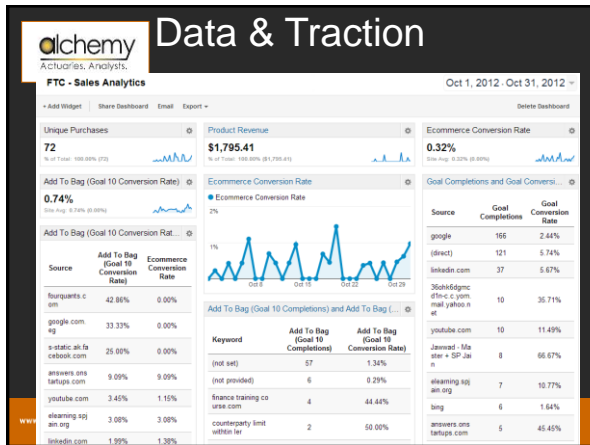 alchemy
Actuaries. Analysts.
Data & Traction
FTC - Sales Analytics
Oct 1, 2012 - Oct 31, 2012
+ Add Widget
Share Dashboard
Email
Export
Delete Dashboard
Unique Purchases
72
% of Total: 100.00% (72)
Product Revenue
$1,795.41
% of Total: 100.00% ($1,795.41)
Ecommerce Conversion Rate
0.32%
Site Avg: 0.32% (0.00%)
Add To Bag (Goal 10 Conversion Rate)
0.74%
Site Avg: 0.74% (0.00%)
Add To Bag (Goal 10 Conversion Rat...
Source
Add To Bag
(Goal 10
Conversion
Rate)
Ecommerce
Conversion
Rate
fourquants.c
om
42.86%
0.00%
google.com.
eg
33.33%
0.00%
s-static.ak.fa
cebook.com
25.00%
0.00%
answers.ons
tartups.com
9.09%
9.09%
youtube.com
3.45%
1.15%
elearning.spj
ain.org
3.08%
3.08%
linkedin.com
1.99%
1.38%
Ecommerce Conversion Rate
Ecommerce Conversion Rate
2%
1%
Oct 8
Oct 15
Oct 22
Oct 29
Add To Bag (Goal 10 Completions) and Add To Bag (...
Keyword
Add To Bag
(Goal 10
Completions)
Add To Bag
(Goal 10
Conversion Rate)
(not set)
57
1.34%
(not provided)
6
0.29%
finance training co
urse.com
4
44.44%
counterparty limit
withtin ler
2
50.00%
Goal Completions and Goal Conversi...
Source
Goal
Completions
Goal
Conversion
Rate
google
166
2.44%
(direct)
121
5.74%
linkedin.com
37
5.67%
36ohk6dgmc
d1n-c.c.yom
mail.yahoo.n
et
10
35.71%
youtube.com
10
11.49%
Jawwad - Ma
ster + SP Jai
n
8
66.67%
elearning.spj
ain.org
7
10.77%
bing
6
1.64%
answers.ons
tartups.com
5
45.45%
www